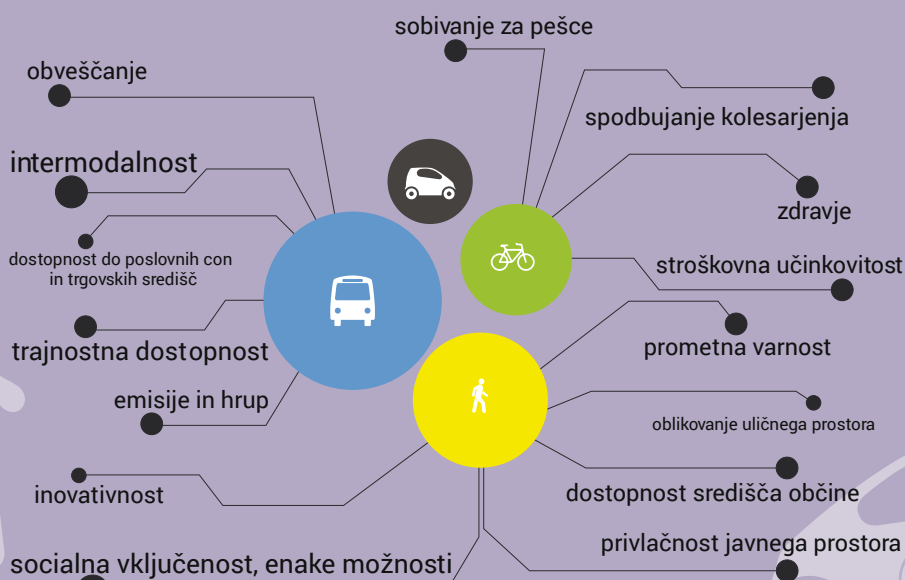 sobivanje za pešce
obveščanje
spodbujanje kolesarjenja
intermodalnost
zdravje
dostopnost do poslovnih con
in trgovskih središč
stroškovna učinkovitost
trajnostna dostopnost
prometna varnost
emisije in hrup
oblikovanje uličnega prostora
inovativnost
dostopnost središča občine
privlačnost javnega prostora
socialna vključenost, enake možnosti